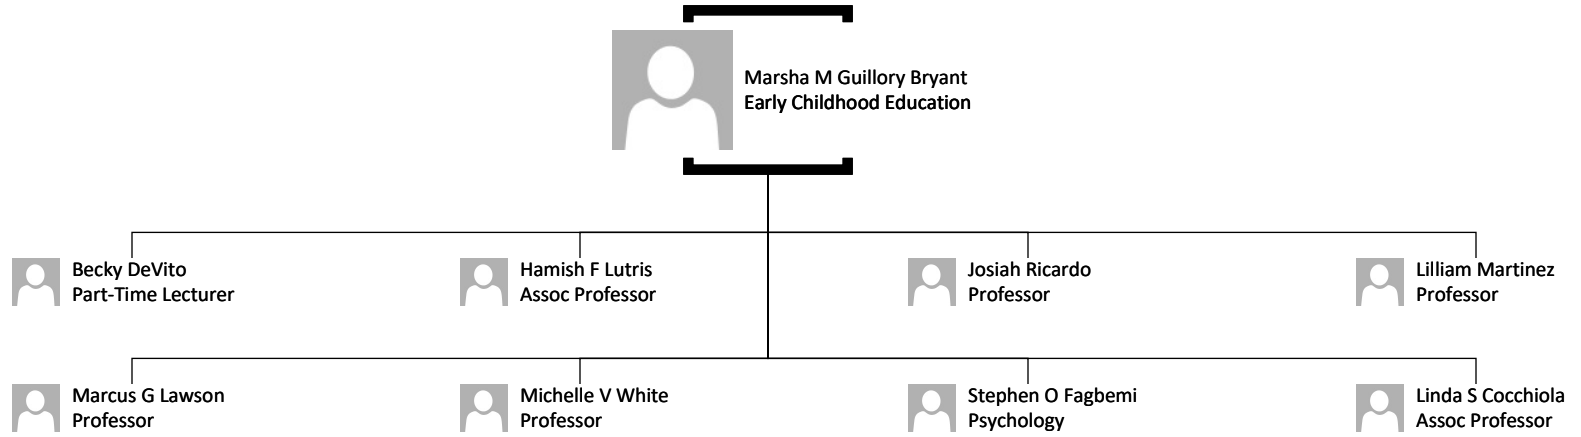 Marsha M Guillory Bryant
Early Childhood Education
Becky DeVito
Part-Time Lecturer
Hamish F Lutris
Assoc Professor
Josiah Ricardo
Professor
Lilliam Martinez
Professor
Marcus G Lawson
Professor
Michelle V White
Professor
Stephen O Fagbemi
Psychology
Linda S Cocchiola
Assoc Professor